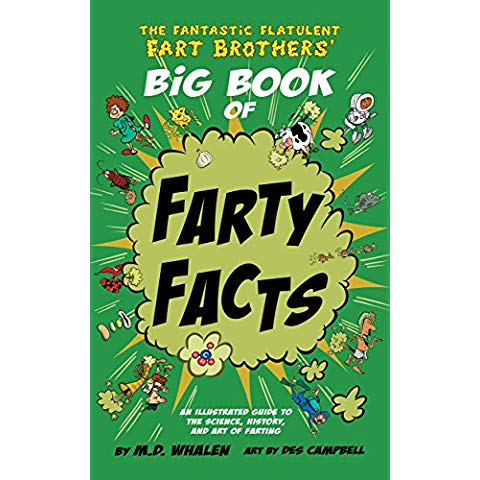 THE FANTASTIC FLATULENT
FART BROTHERS'
BiG BOOK
OF
FARTY
FACTS
AN ILLUSTRATED GUIDE TO
THE SCIENCE, HISTORY,
AND ART OF FARTING
BY M.D. WHALEN ART BY DES CAMPBELL